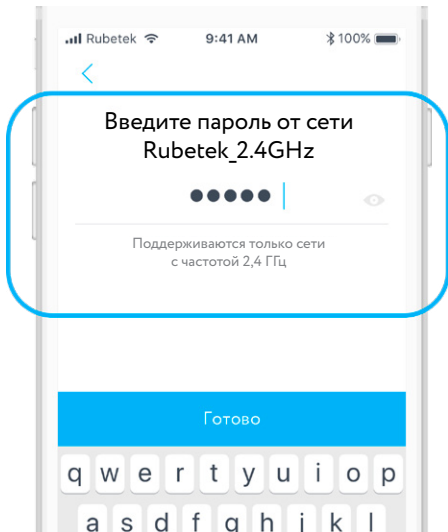 Rubetek 9:41 AM 100%
Введите пароль от сети
Rubetek_2.4GHz
Поддерживаются только сети
с частотой 2,4 ГГц
Готово
q w e r t y u i o p
a s d f g h j k l